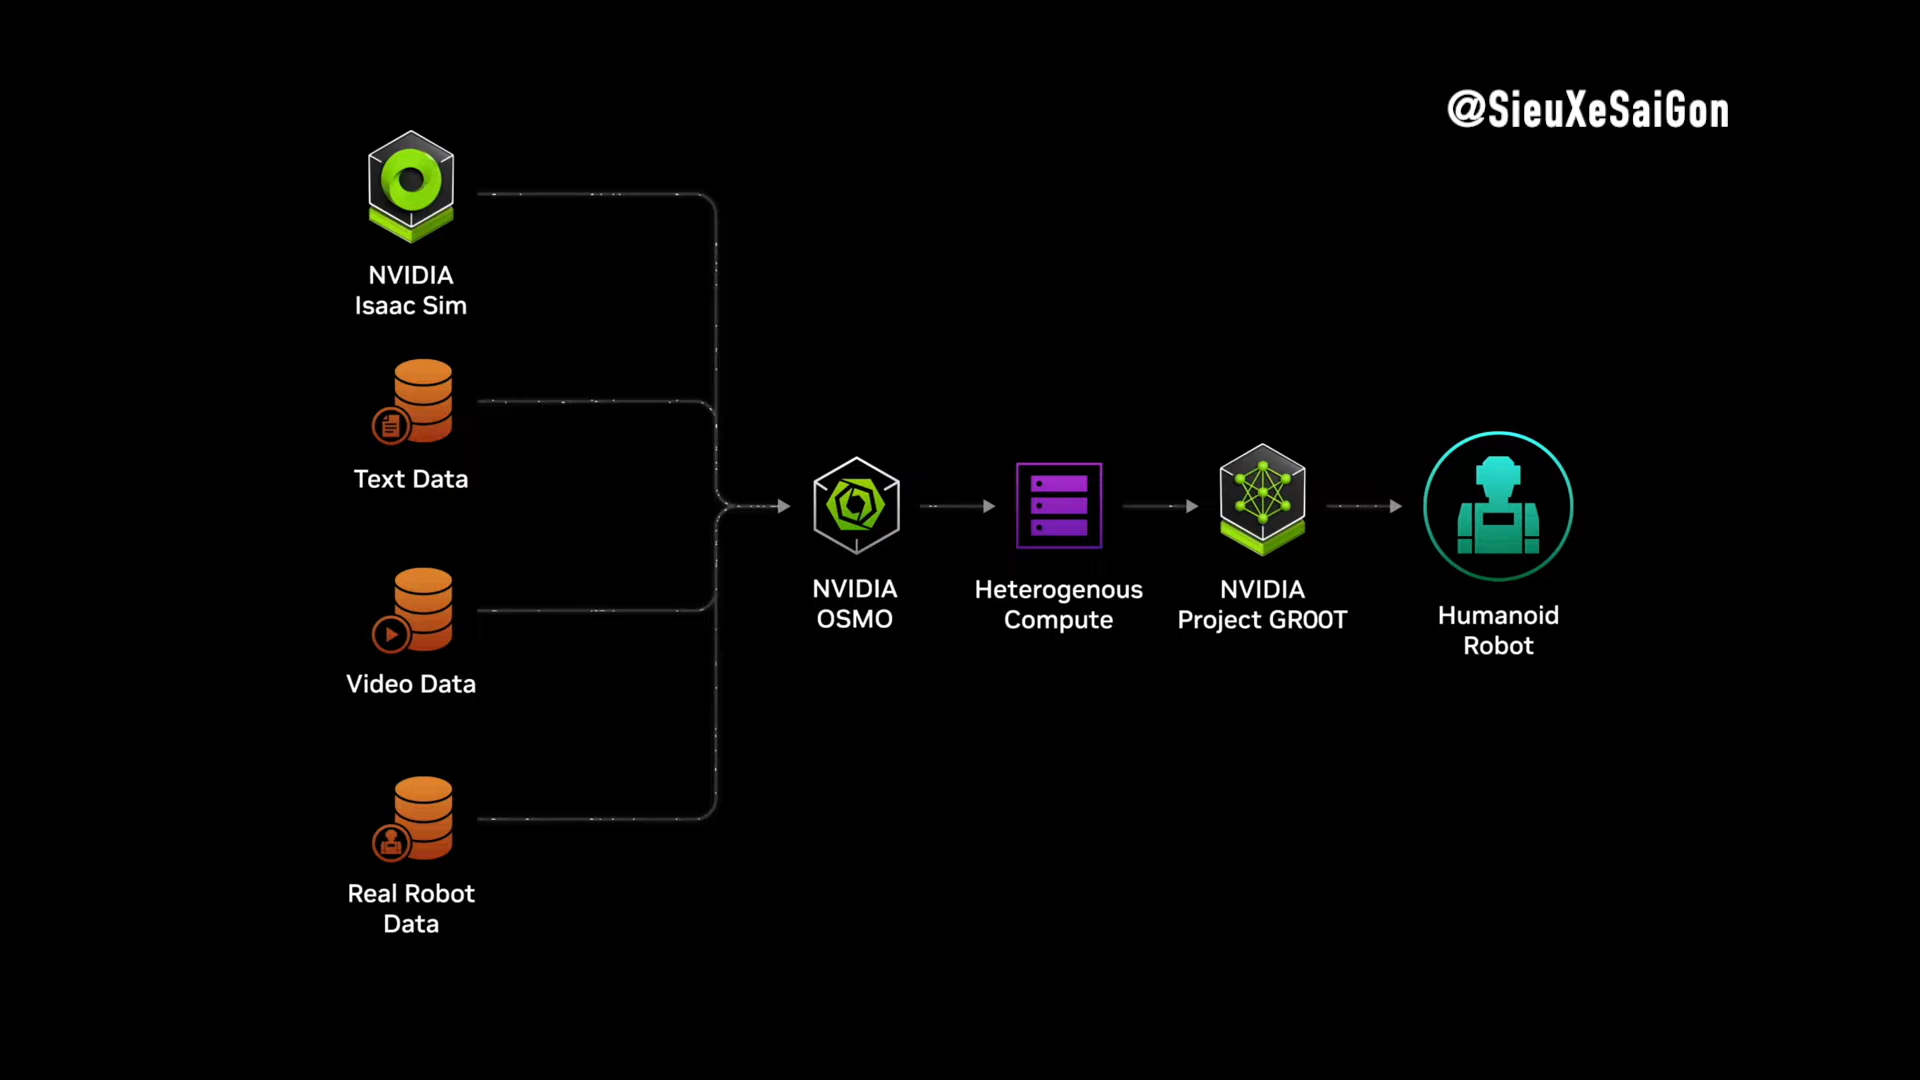 @SieuXeSaiGon
NVIDIA
Isaac Sim
Text Data
Video Data
Real Robot
Data
NVIDIA
OSMO
Heterogenous
Compute
NVIDIA
Project GR00T
Humanoid
Robot